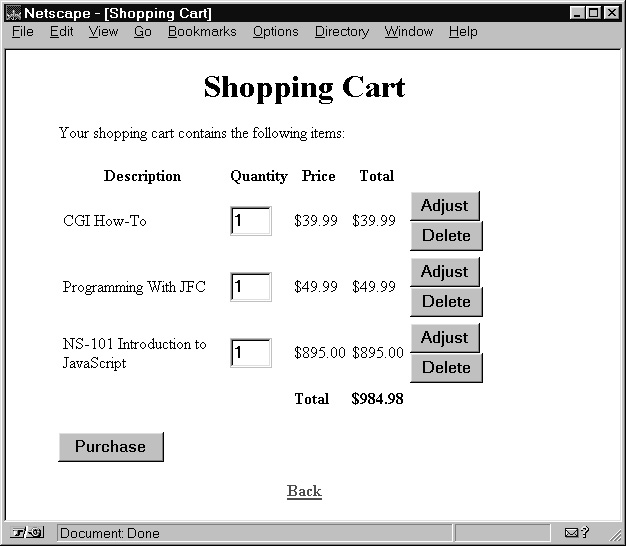 Netscape - [Shopping Cart]
File Edit View Go Bookmarks Options Directory Window Help
Shopping Cart
Your shopping cart contains the following items:
Description Quantity Price Total
CGI How-To 1 $39.99 $39.99 Adjust
Delete
Programming With JFC 1 $49.99 $49.99 Adjust
Delete
NS-101 Introduction to
JavaScript 1 $895.00 $895.00 Adjust
Delete
Total $984.98
Purchase
Back
Document: Done